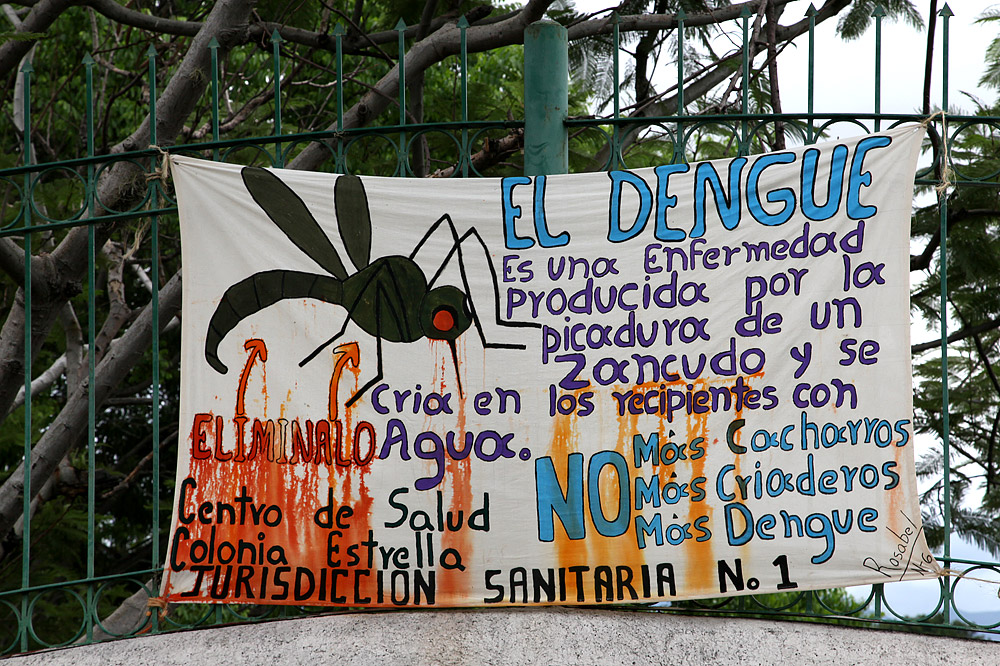 EL DENGUE
Es una Enfermedad
producida por la
picadura de un
Zancudo y se
cria en los recipientes con
Agua.
ELIMINALO
NO
Más Cacharros
Más Criaderos
Más Dengue
Centro de Salud
Colonia Estrella
JURISDICCION SANITARIA No. 1
Rosabel